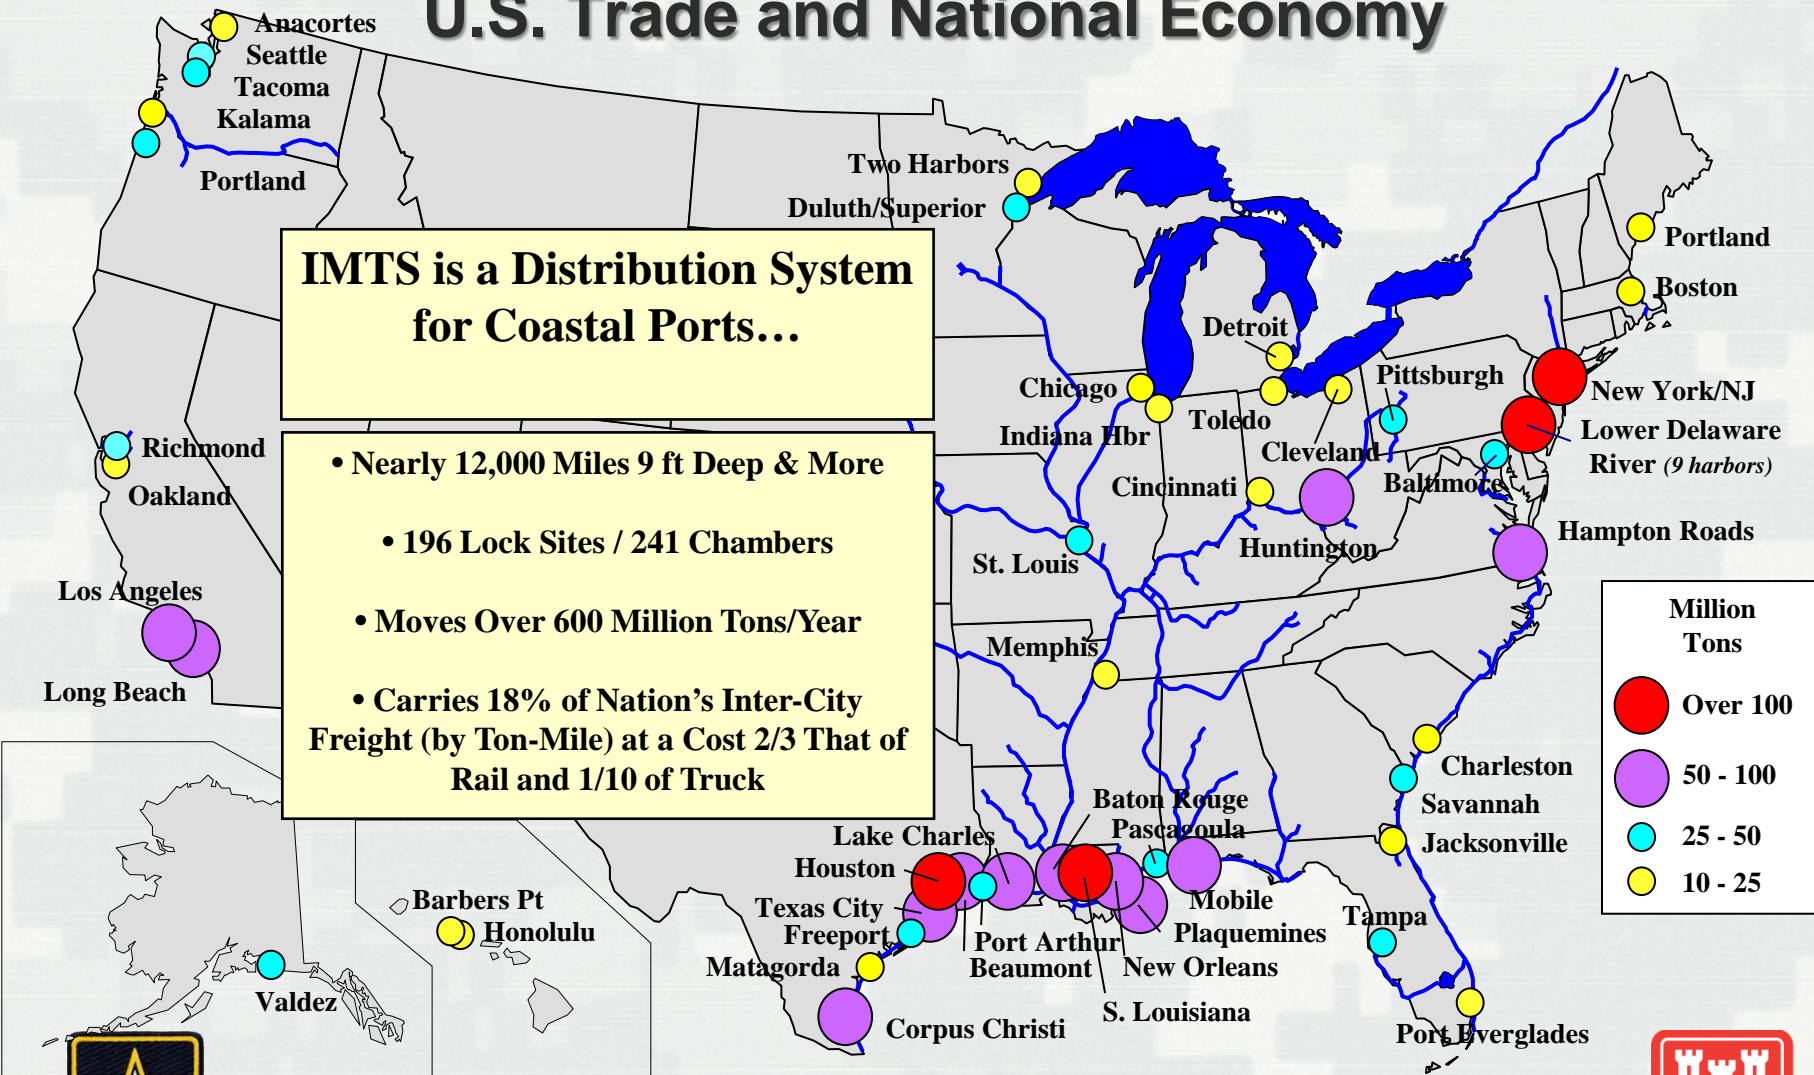 U.S. Trade and National Economy
Anacortes
Seattle
Tacoma
Kalama
Portland
Two Harbors
Duluth/Superior
Portland
Boston
IMTS is a Distribution System
for Coastal Ports…
Detroit
Chicago
Toledo
Pittsburgh
New York/NJ
Indiana Hbr
Cleveland
Lower Delaware
River (9 harbors)
Richmond
Oakland
• Nearly 12,000 Miles 9 ft Deep & More
• 196 Lock Sites / 241 Chambers
• Moves Over 600 Million Tons/Year
• Carries 18% of Nation’s Inter-City
Freight (by Ton-Mile) at a Cost 2/3 That of
Rail and 1/10 of Truck
Cincinnati
Baltimore
Hampton Roads
St. Louis
Huntington
Los Angeles
Long Beach
Memphis
Million
Tons
Over 100
50 - 100
25 - 50
10 - 25
Charleston
Savannah
Jacksonville
Baton Rouge
Pascagoula
Lake Charles
Houston
Texas City
Freeport
Matagorda
Corpus Christi
Port Arthur
Beaumont
New Orleans
S. Louisiana
Mobile
Plaquemines
Tampa
Port Everglades
Barbers Pt
Honolulu
Valdez